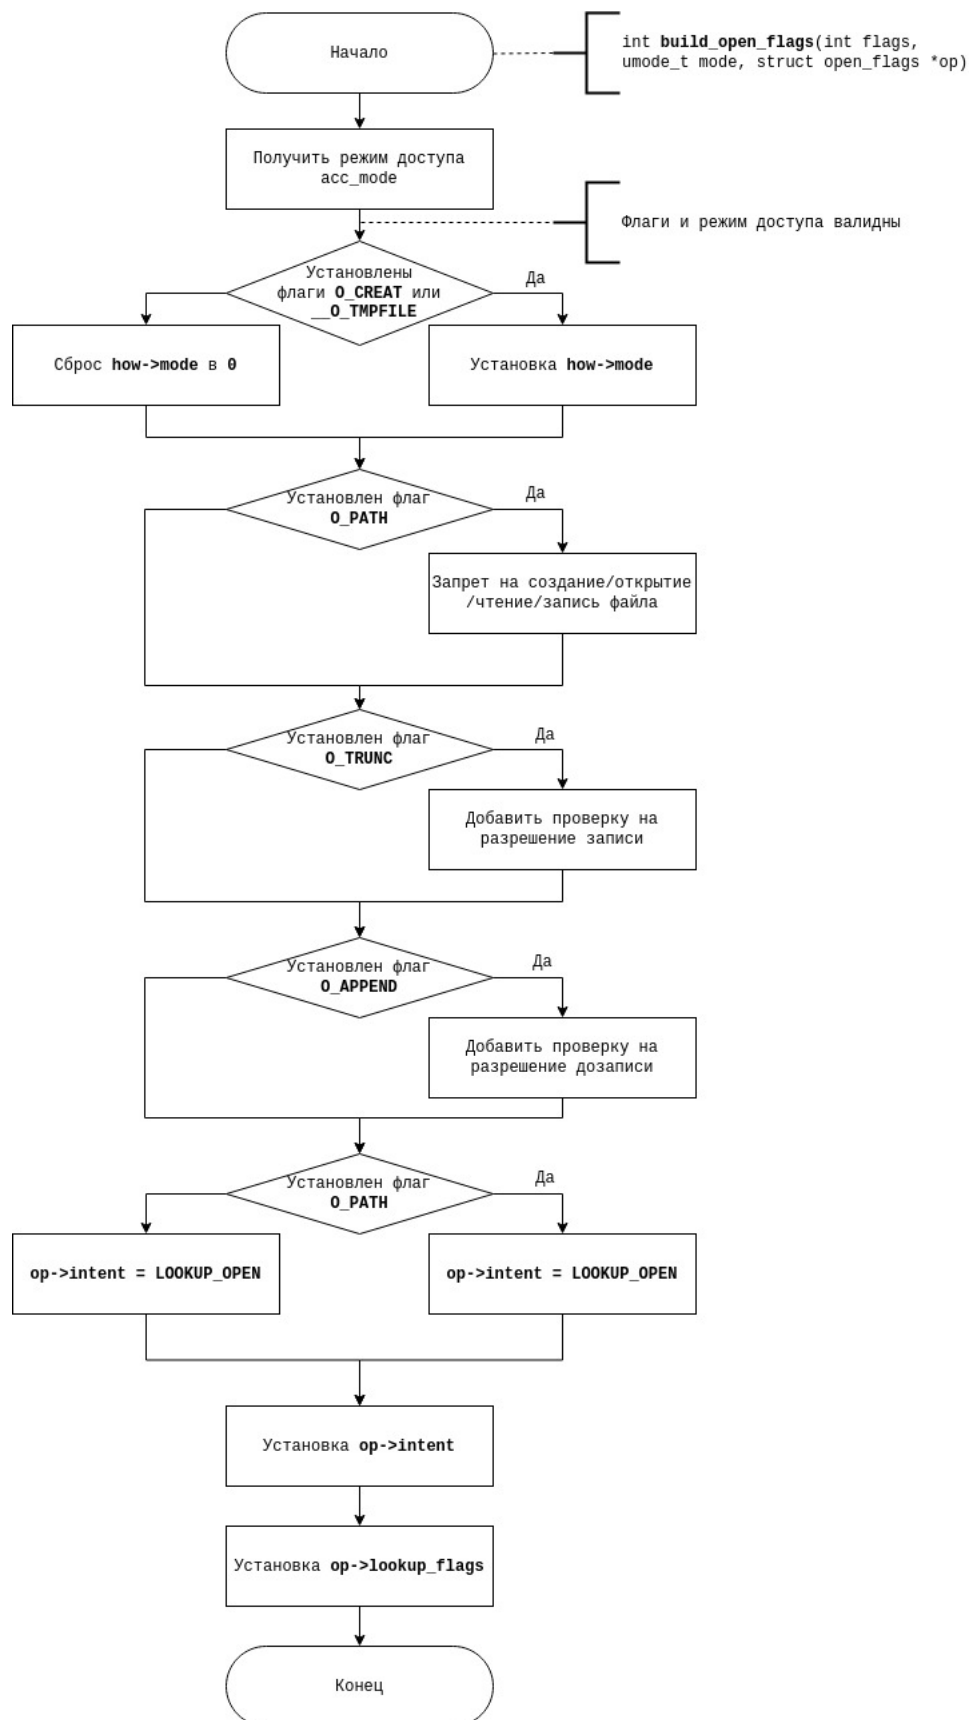 Начало
int build_open_flags(int flags,
umode_t mode, struct open_flags *op)
Получить режим доступа
acc_mode
Флаги и режим доступа валидны
Установлены
флаги O_CREAT или
__O_TMPFILE
Да
Сброс how->mode в 0
Установка how->mode
Установлен флаг
O_PATH
Да
Запрет на создание/открытие
/чтение/запись файла
Установлен флаг
O_TRUNC
Да
Добавить проверку на
разрешение записи
Установлен флаг
O_APPEND
Да
Добавить проверку на
разрешение дозаписи
Установлен флаг
O_PATH
Да
op->intent = LOOKUP_OPEN
op->intent = LOOKUP_OPEN
Установка op->intent
Установка op->lookup_flags
Конец